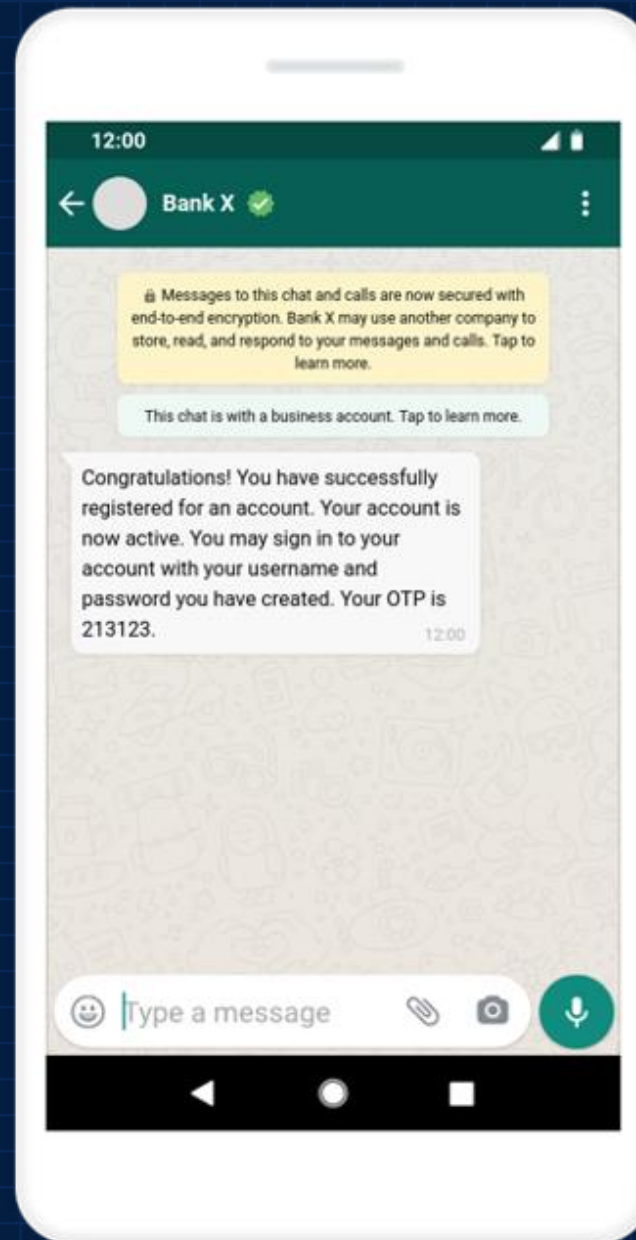 12:00
Bank X
Messages to this chat and calls are now secured with
end-to-end encryption. Bank X may use another company to
store, read, and respond to your messages and calls. Tap to
learn more.
This chat is with a business account. Tap to learn more.
Congratulations! You have successfully
registered for an account. Your account is
now active. You may sign in to your
account with your username and
password you have created. Your OTP is
213123.
12:00
Type a message